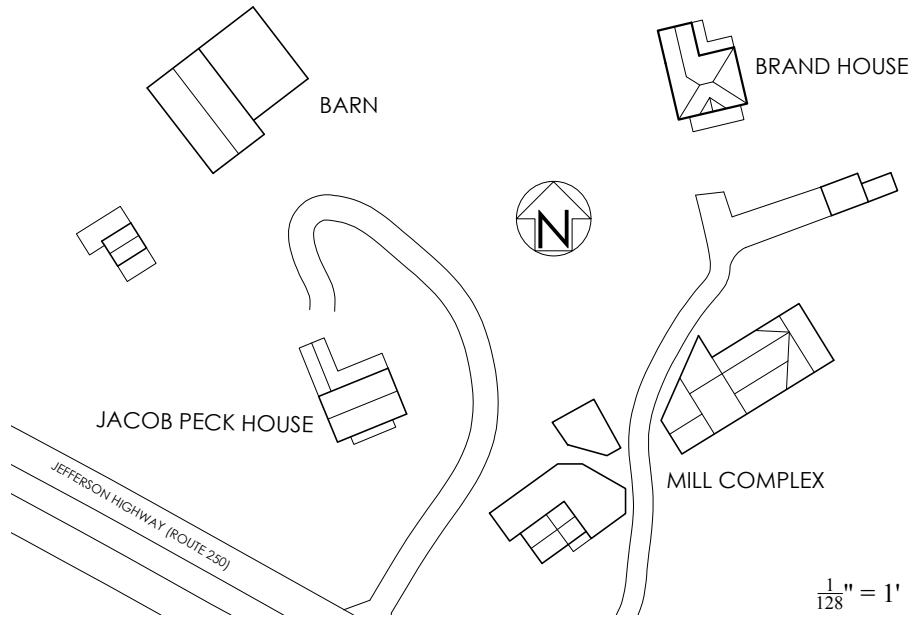 BRAND HOUSE
BARN
N
JACOB PECK HOUSE
JEFFERSON HIGHWAY (ROUTE 250)
MILL COMPLEX
1/128" = 1'